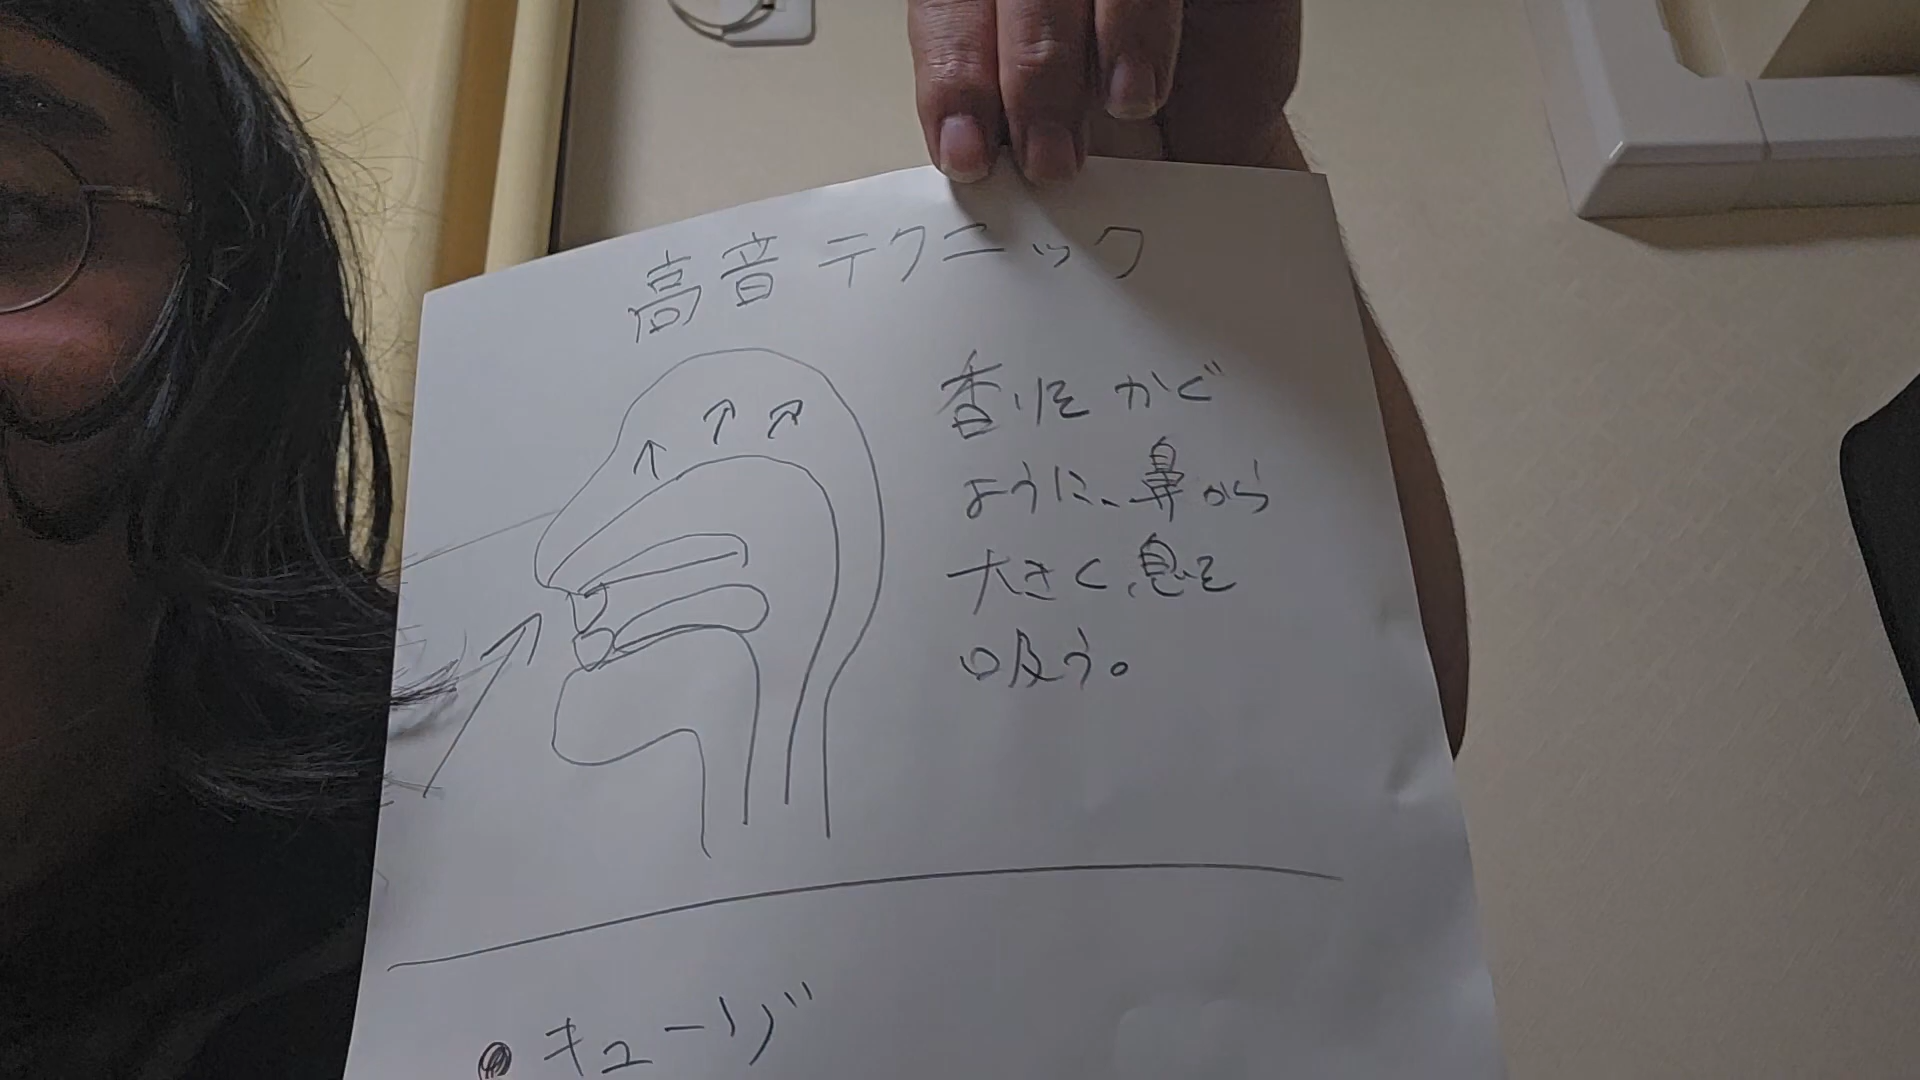 高音テクニック
香りをかぐ
ように、鼻から
大きく息を
吸う。
キューバ